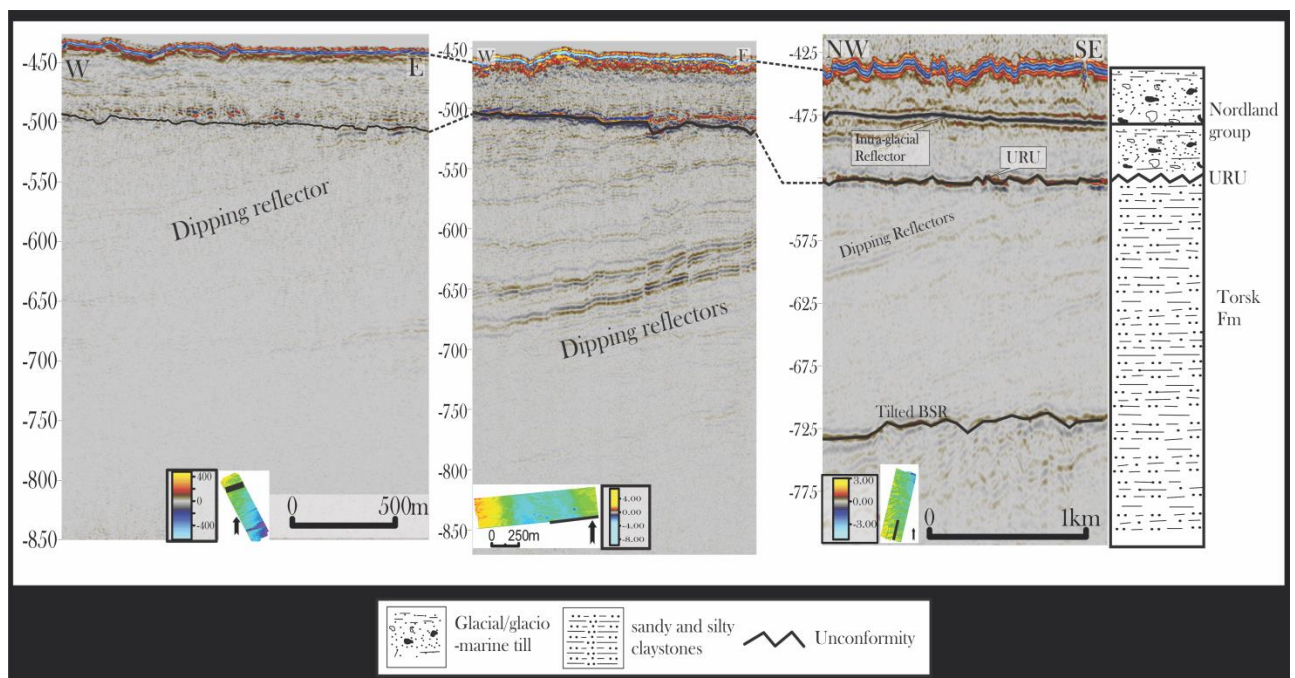 -450
-500
-550
-600
-650
-700
-750
-800
-850
W
E
Dipping reflector
400
0
-400
0
500m
-450
-500
-550
-600
-650
-700
-750
-800
-850
W
E
Dipping reflectors
0
250m
4.00
0.00
-4.00
-8.00
-425
-475
-575
-625
-675
-725
-775
NW
SE
Intra-glacial
Reflector
URU
Dipping Reflectors
Tilted BSR
3.00
0.00
-3.00
0
1km
Nordland
group
URU
Torsk
Fm
Glacial/glacio
-marine till
sandy and silty
claystones
Unconformity